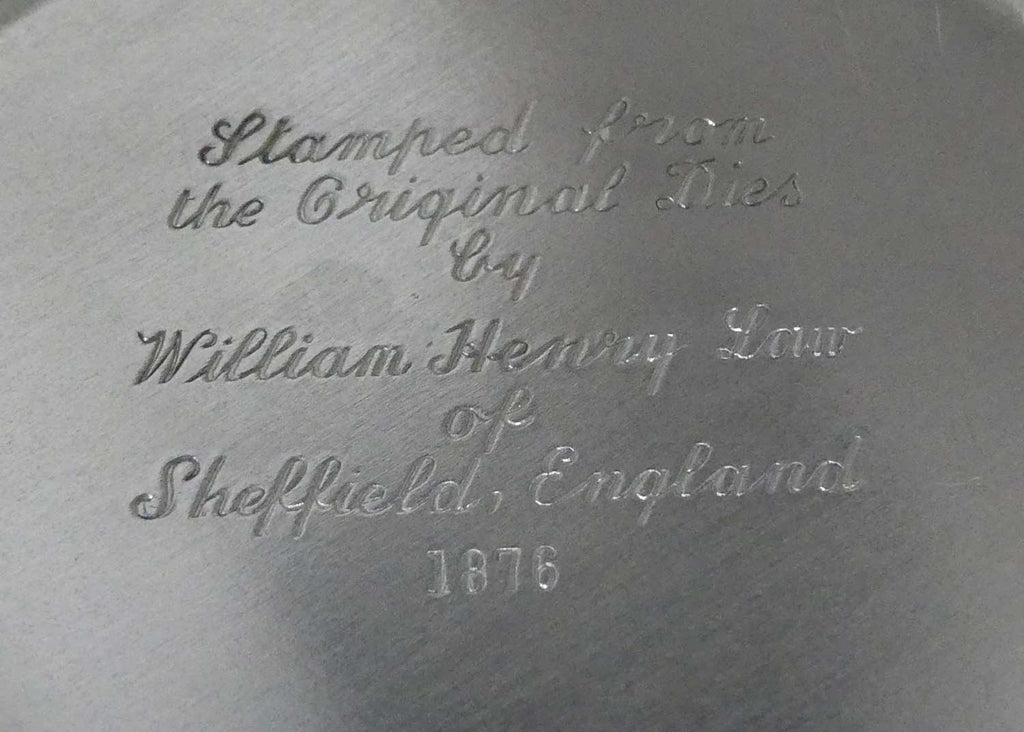 Stamped from
the Original Dies
by
William Henry Law
of
Sheffield, England
1876